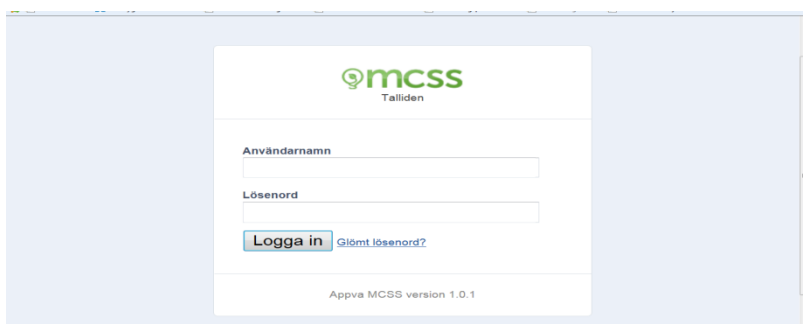 mcss
Talliden
Användarnamn
Lösenord
Logga in Glömt lösenord?
Appva MCSS version 1.0.1